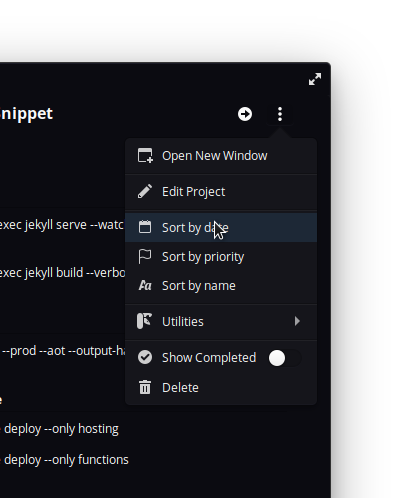 nippet
Open New Window
Edit Project
exec jekyll serve --watc
Sort by date
Sort by priority
exec jekyll build --verbo
Sort by name
Utilities
--prod --aot --output-ha
Show Completed
Delete
e
deploy --only hosting
deploy --only functions